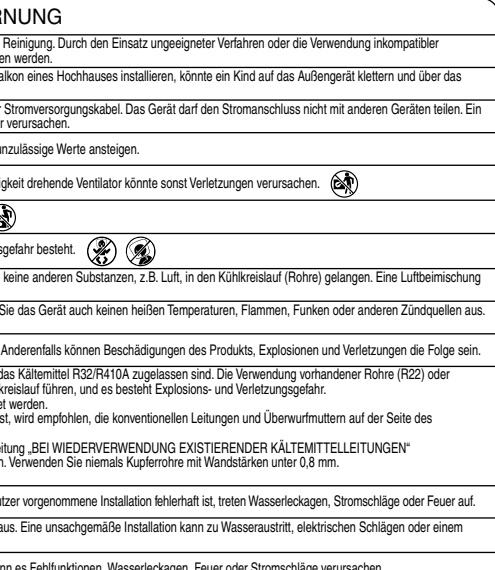 RNUNG
Reinigung. Durch den Einsatz ungeeigneter Verfahren oder die Verwendung inkompatibler
en werden.
alkon eines Hochhauses installieren, könnte ein Kind auf das Außengerät klettern und über das
Stromversorgungskabel. Das Gerät darf den Stromanschluss nicht mit anderen Geräten teilen. Ein
r verursachen.
unzulässige Werte ansteigen.
igkeit drehende Ventilator könnte sonst Verletzungen verursachen.
sgefahr besteht.
keine anderen Substanzen, z.B. Luft, in den Kühlkreislauf (Rohre) gelangen. Eine Luftbeimischung
Sie das Gerät auch keinen heißen Temperaturen, Flammen, Funken oder anderen Zündquellen aus.
Anderenfalls können Beschädigungen des Produkts, Explosionen und Verletzungen die Folge sein.
das Kältemittel R32/R410A zugelassen sind. Die Verwendung vorhandener Rohre (R22) oder
kreislauf führen, und es besteht Explosions- und Verletzungsgefahr.
et werden.
st, wird empfohlen, die konventionellen Leitungen und Überwurfmuttern auf der Seite des
eitung „BEI WIEDERVERWENDUNG EXISTIERENDER KÄLTEMITTELLEITUNGEN“
n. Verwenden Sie niemals Kupferrohre mit Wandstärken unter 0,8 mm.
utzer vorgenommene Installation fehlerhaft ist, treten Wasserleckagen, Stromschläge oder Feuer auf.
aus. Eine unsachgemäße Installation kann zu Wasseraustritt, elektrischen Schlägen oder einem
nn es Fehlfunktionen, Wasserleckagen, Feuer oder Stromschläge verursachen.